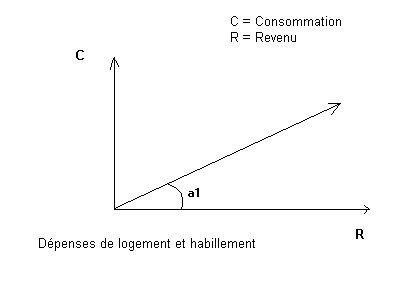 C = Consommation
R = Revenu
C
a1
R
Dépenses de logement et habillement